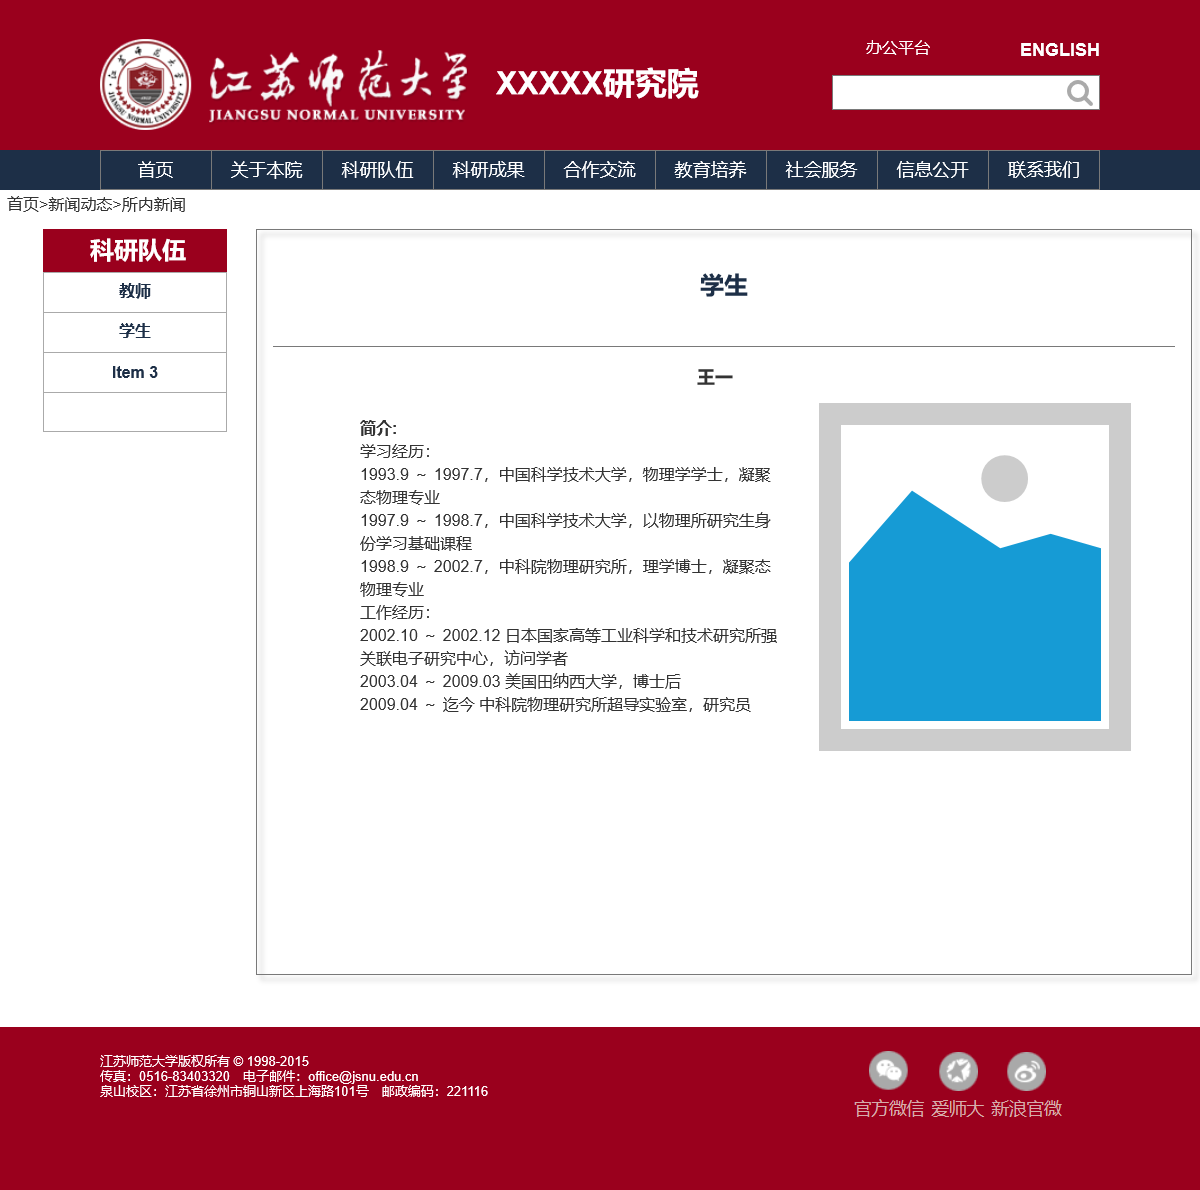 江苏师范大学
JIANGSU NORMAL UNIVERSITY
XXXXX研究院
办公平台
ENGLISH
首页 关于本院 科研队伍 科研成果 合作交流 教育培养 社会服务 信息公开 联系我们
首页>新闻动态>所内新闻
科研队伍
教师
学生
Item 3
学生
王一
简介:
学习经历：
1993.9 ～ 1997.7，中国科学技术大学，物理学学士，凝聚
态物理专业
1997.9 ～ 1998.7，中国科学技术大学，以物理所研究生身
份学习基础课程
1998.9 ～ 2002.7，中科院物理研究所，理学博士，凝聚态
物理专业
工作经历：
2002.10 ～ 2002.12 日本国家高等工业科学和技术研究所强
关联电子研究中心，访问学者
2003.04 ～ 2009.03 美国田纳西大学，博士后
2009.04 ～ 迄今 中科院物理研究所超导实验室，研究员
江苏师范大学版权所有 © 1998-2015
传真：0516-83403320 电子邮件：office@jsnu.edu.cn
泉山校区：江苏省徐州市铜山新区上海路101号 邮政编码：221116
官方微信 爱师大 新浪官微